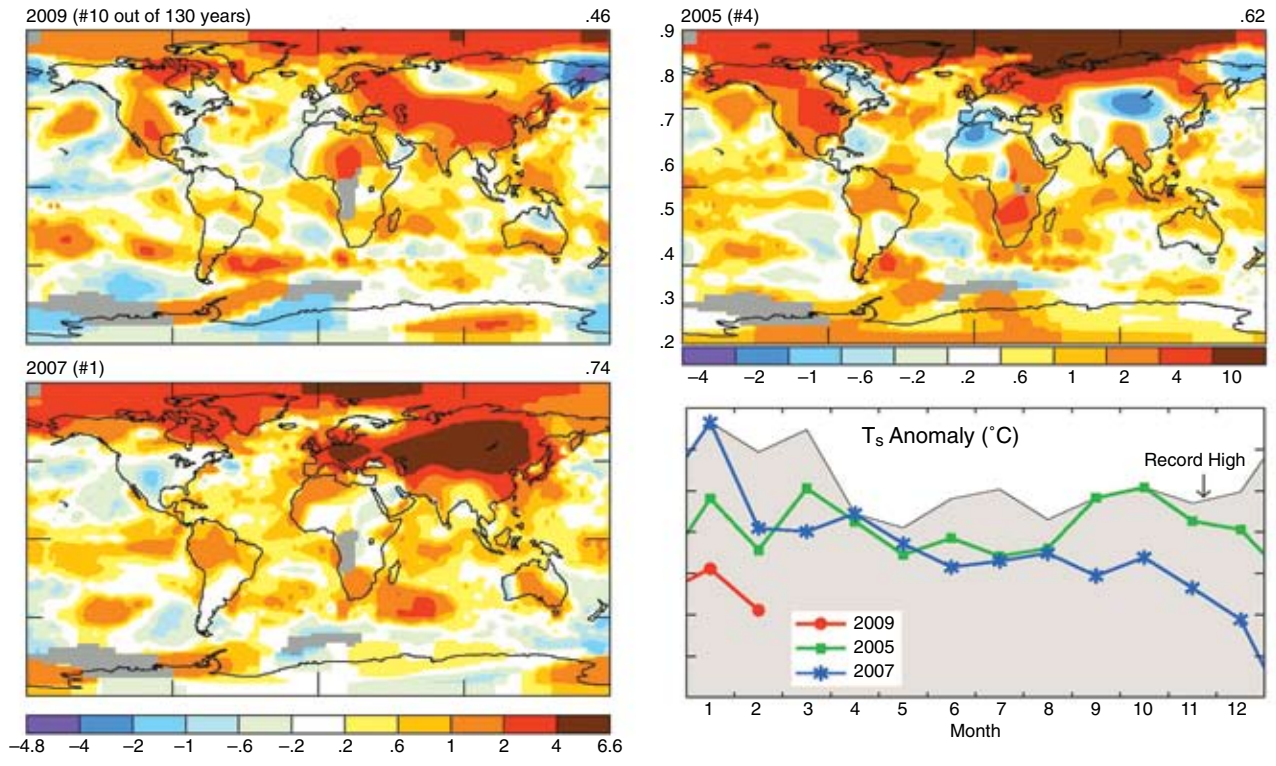 2009 (#10 out of 130 years) .46
2005 (#4) .62
.9
.8
.7
.6
.5
.4
.3
.2
–4 –2 –1 –.6 –.2 .2 .6 1 2 4 10
2007 (#1) .74
–4.8 –4 –2 –1 –.6 –.2 .2 .6 1 2 4 6.6
Ts Anomaly (˚C)
Record High
2009
2005
2007
1 2 3 4 5 6 7 8 9 10 11 12
Month